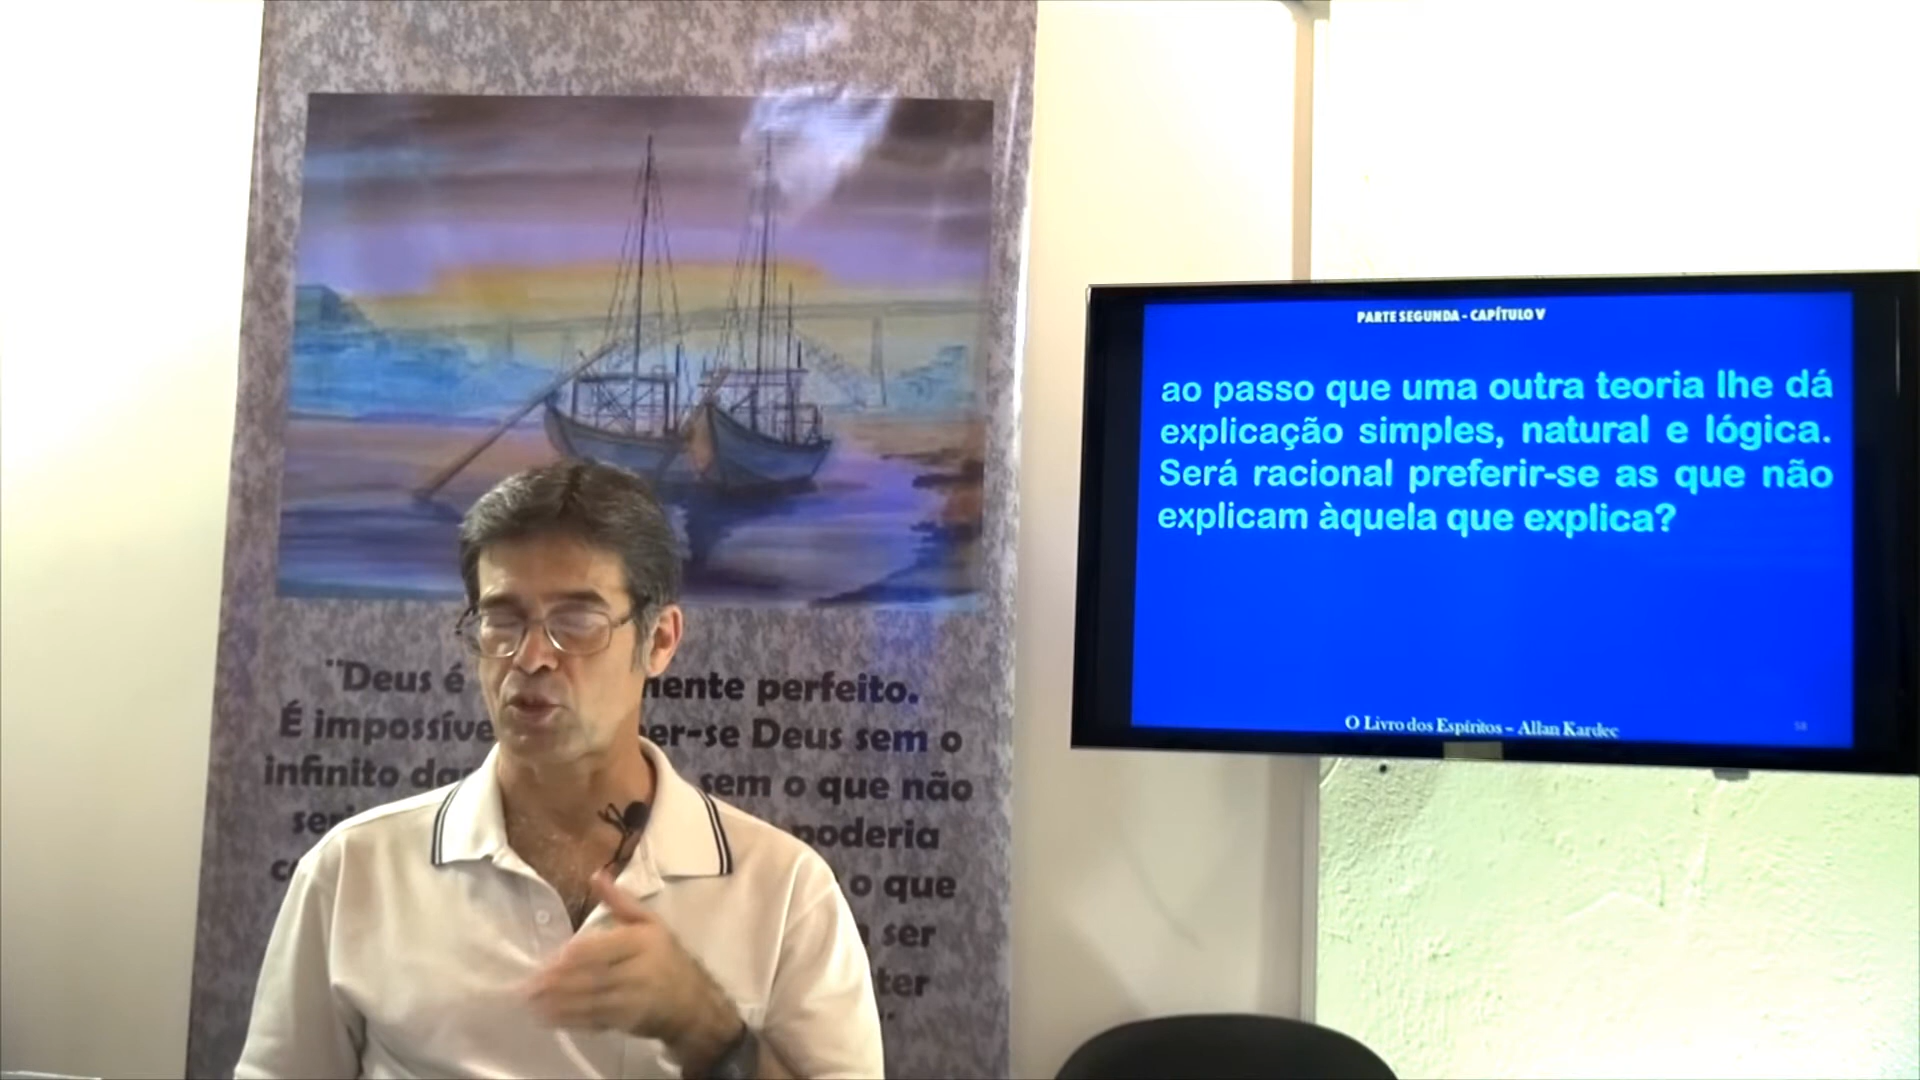 ¨Deus é mente perfeito.
É impossíve er-se Deus sem o
infinito da sem o que não
ser poderia
o que
ser
ter
PARTE SEGUNDA - CAPÍTULO V
ao passo que uma outra teoria lhe dá
explicação simples, natural e lógica.
Será racional preferir-se as que não
explicam àquela que explica?
O Livro dos Espíritos – Allan Kardec
58